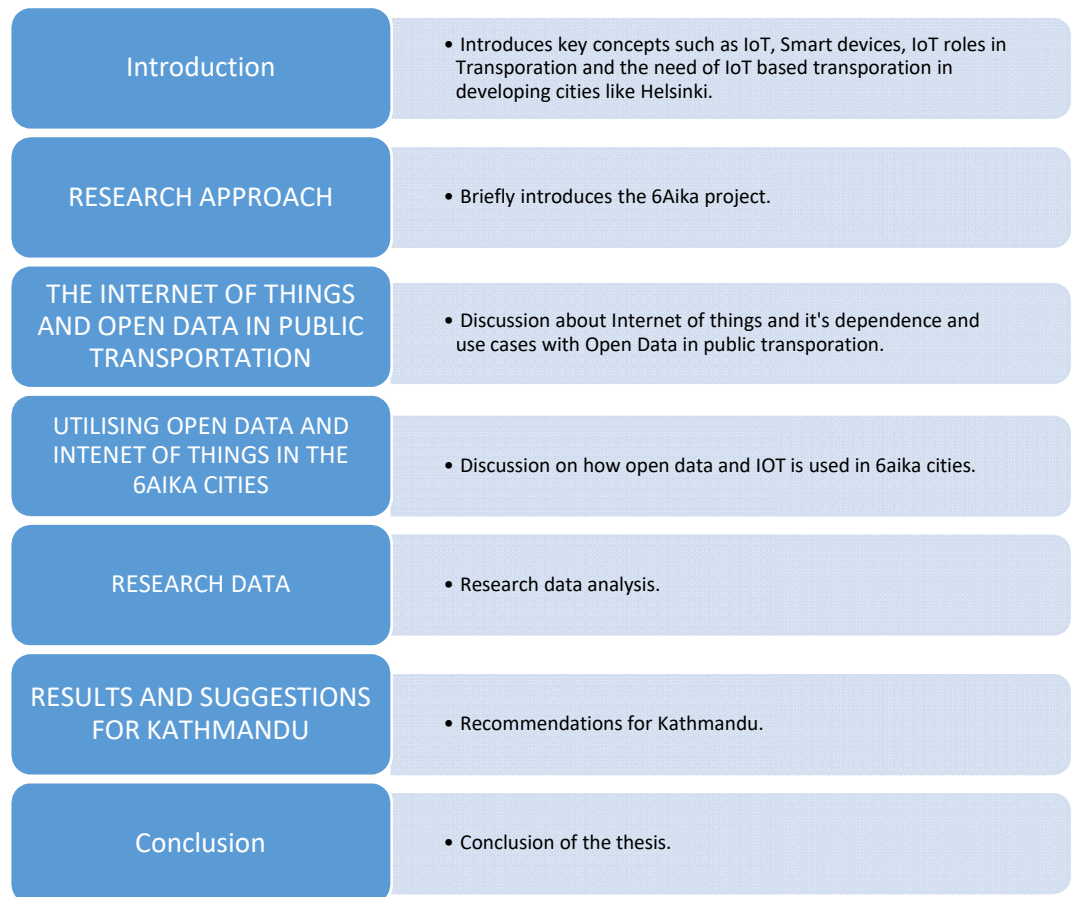 Introduction
• Introduces key concepts such as IoT, Smart devices, IoT roles in
Transporation and the need of IoT based transporation in
developing cities like Helsinki.
RESEARCH APPROACH
• Briefly introduces the 6Aika project.
THE INTERNET OF THINGS
AND OPEN DATA IN PUBLIC
TRANSPORTATION
• Discussion about Internet of things and it's dependence and
use cases with Open Data in public transporation.
UTILISING OPEN DATA AND
INTENET OF THINGS IN THE
6AIKA CITIES
• Discussion on how open data and IOT is used in 6aika cities.
RESEARCH DATA
• Research data analysis.
RESULTS AND SUGGESTIONS
FOR KATHMANDU
• Recommendations for Kathmandu.
Conclusion
• Conclusion of the thesis.